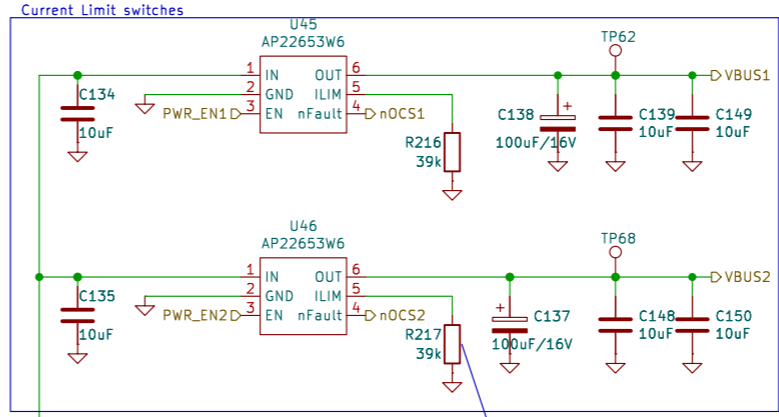 Current Limit switches
U45
AP22653W6
TP62
1 IN OUT 6
VBUS1
C134
2 GND ILIM 5
PWR_EN1 3 EN nFault 4 nOCS1
C138
C139
C149
10uF
R216
100uF/16V
10uF
10uF
39k
U46
AP22653W6
TP68
1 IN OUT 6
VBUS2
C135
2 GND ILIM 5
PWR_EN2 3 EN nFault 4 nOCS2
C137
C148
C150
10uF
R217
100uF/16V
10uF
10uF
39k
+
+